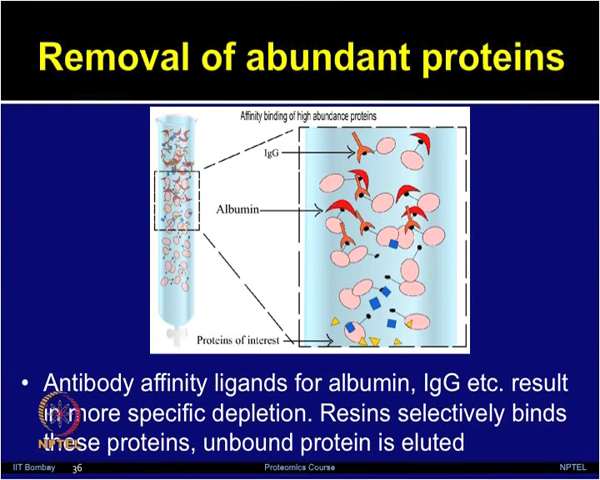 Removal of abundant proteins
Affinity binding of high abundance proteins
IgG
Albumin
Proteins of interest
• Antibody affinity ligands for albumin, IgG etc. result
in more specific depletion. Resins selectively binds
these proteins, unbound protein is eluted
NPTEL
IIT Bombay 36 Proteomics Course NPTEL